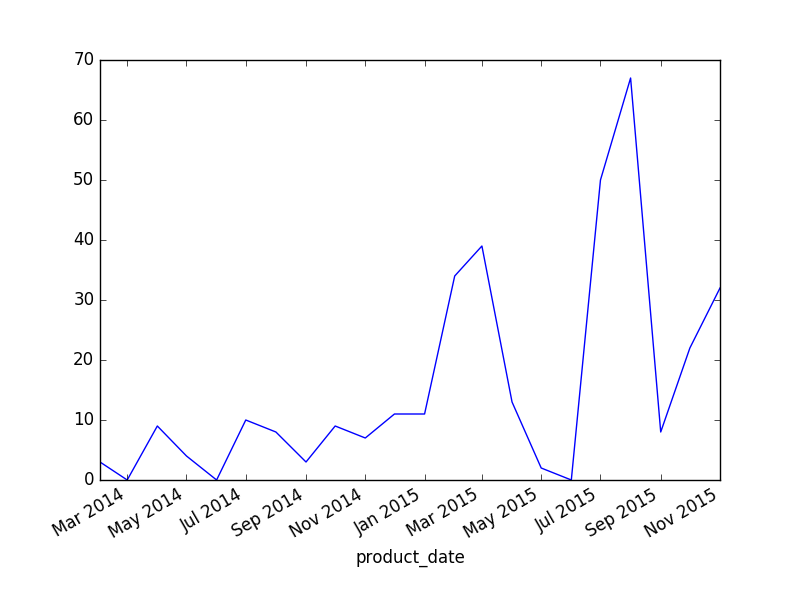 70
60
50
40
30
20
10
0
Mar 2014
May 2014
Jul 2014
Sep 2014
Nov 2014
Jan 2015
Mar 2015
May 2015
Jul 2015
Sep 2015
Nov 2015
product_date